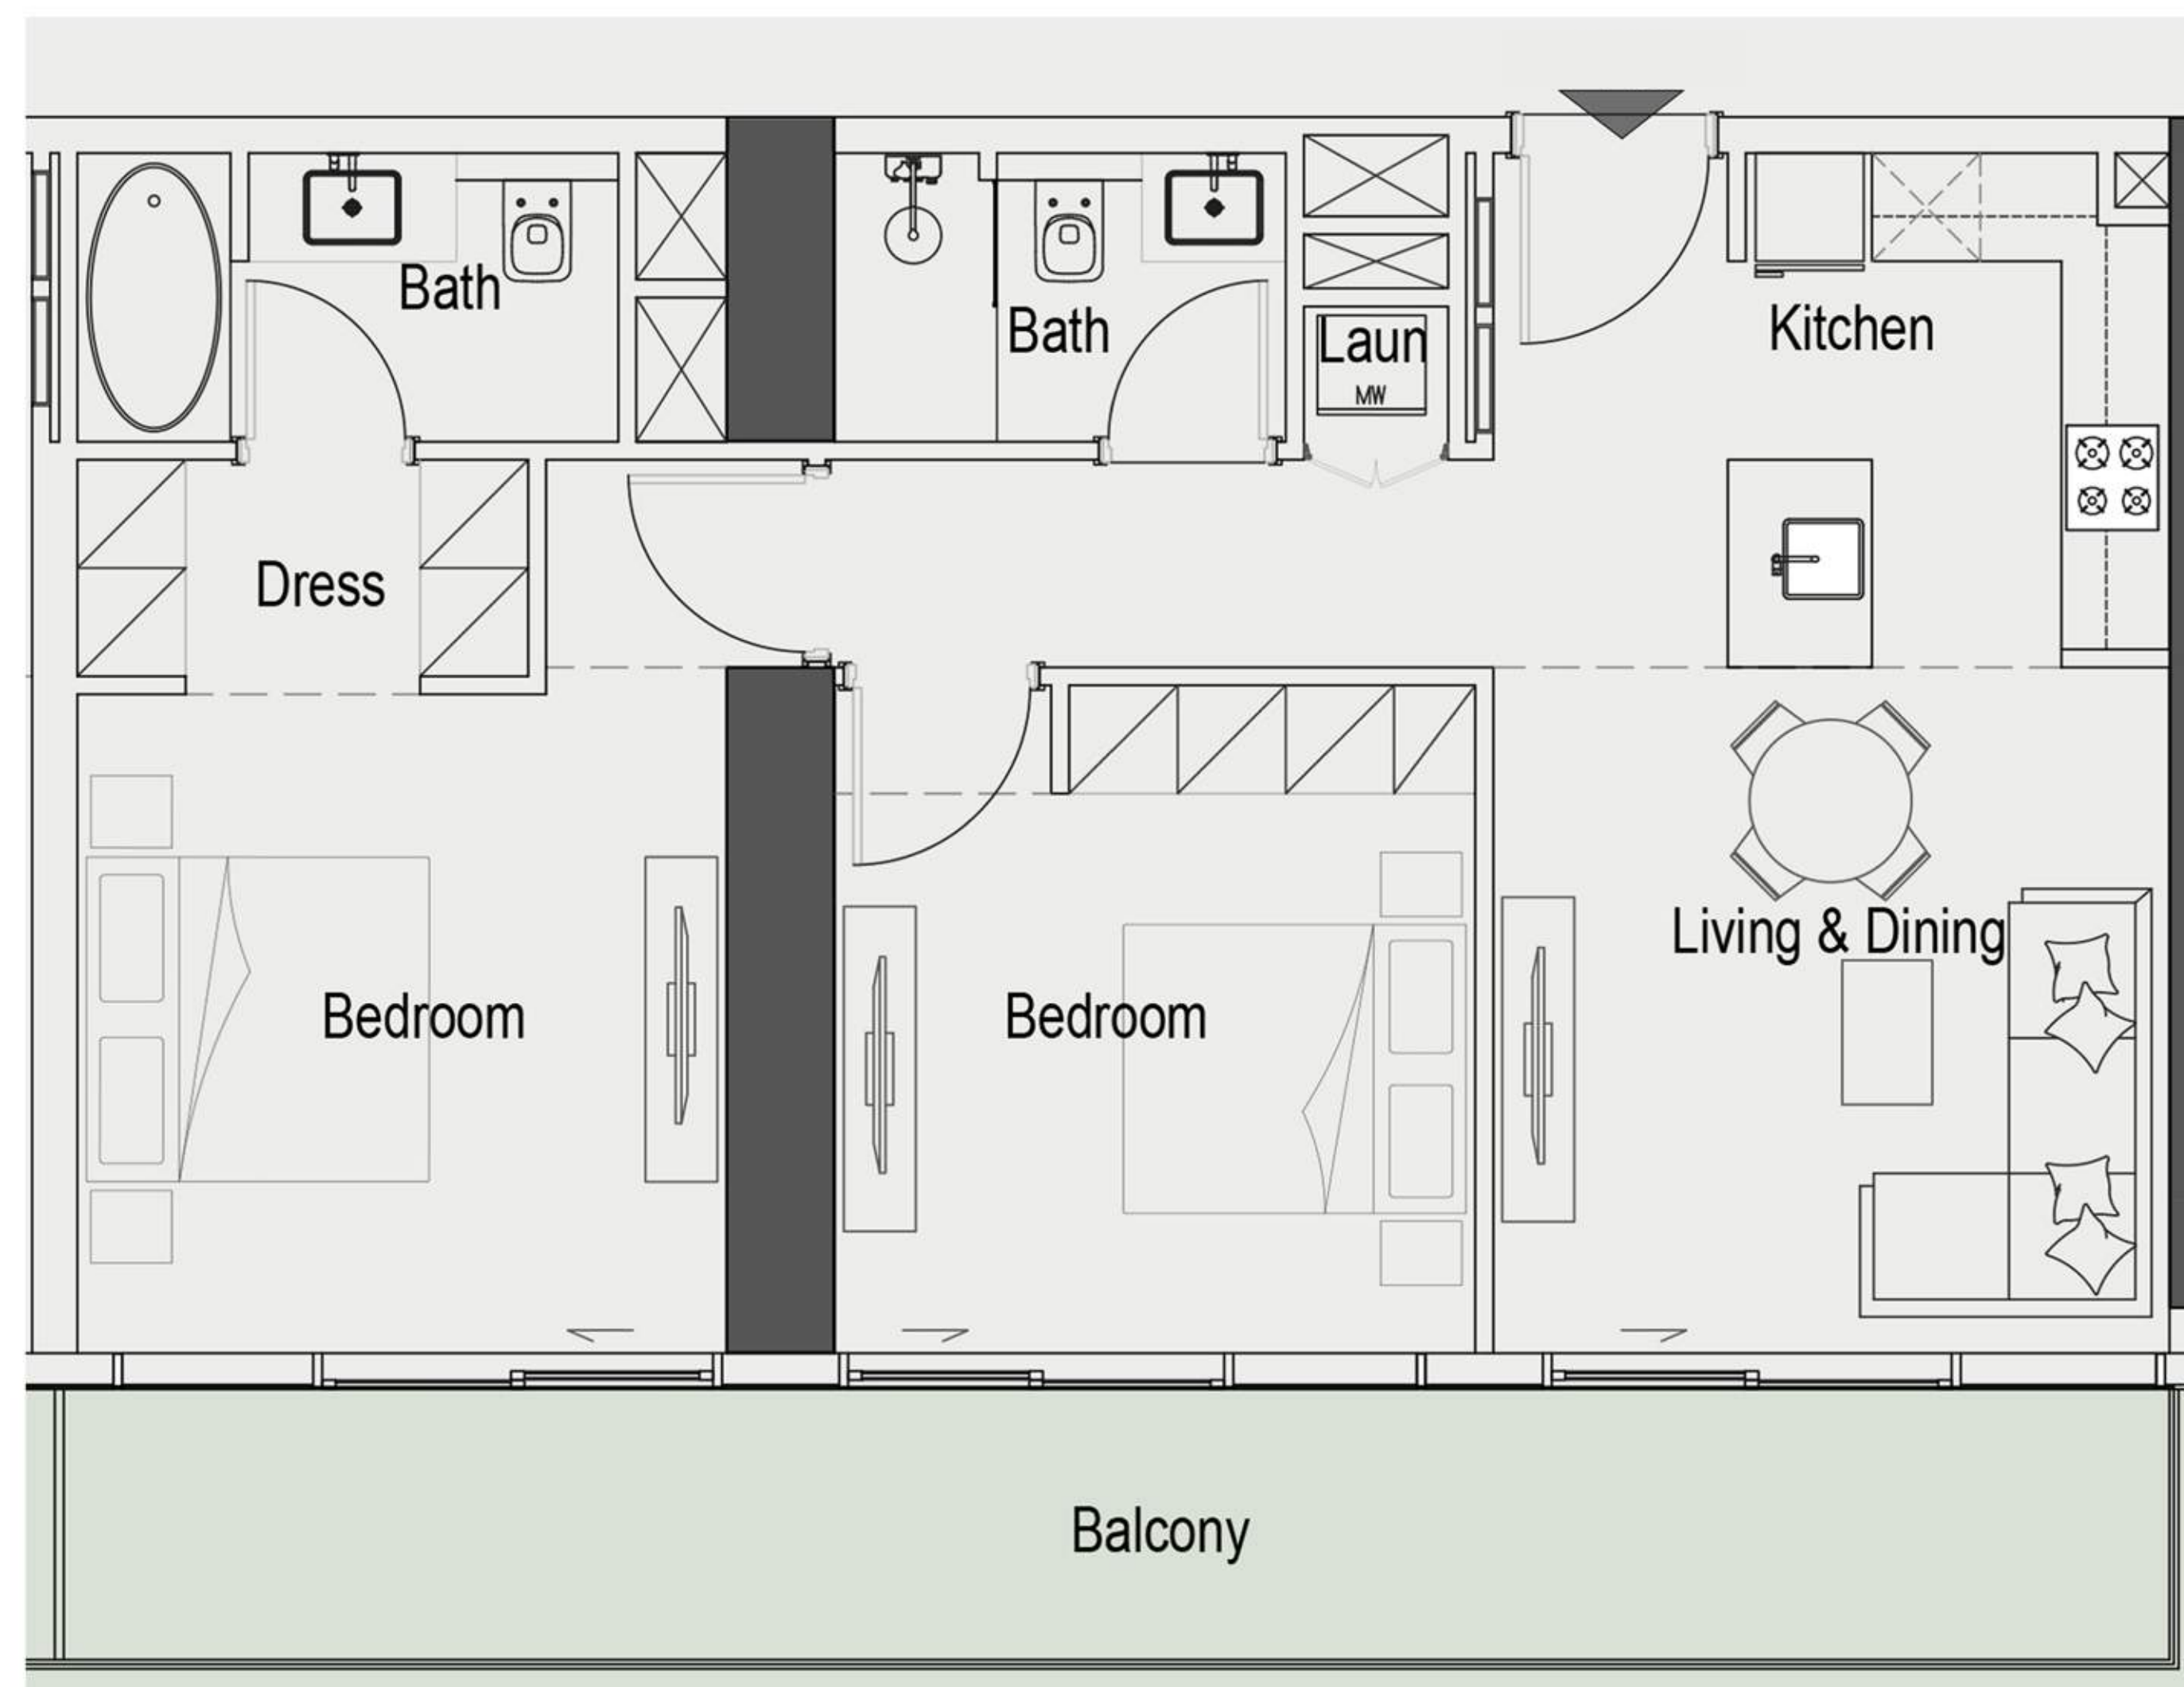 Bath
Bath
Laun
MW
Kitchen
Dress
Living & Dining
Bedroom
Bedroom
Balcony